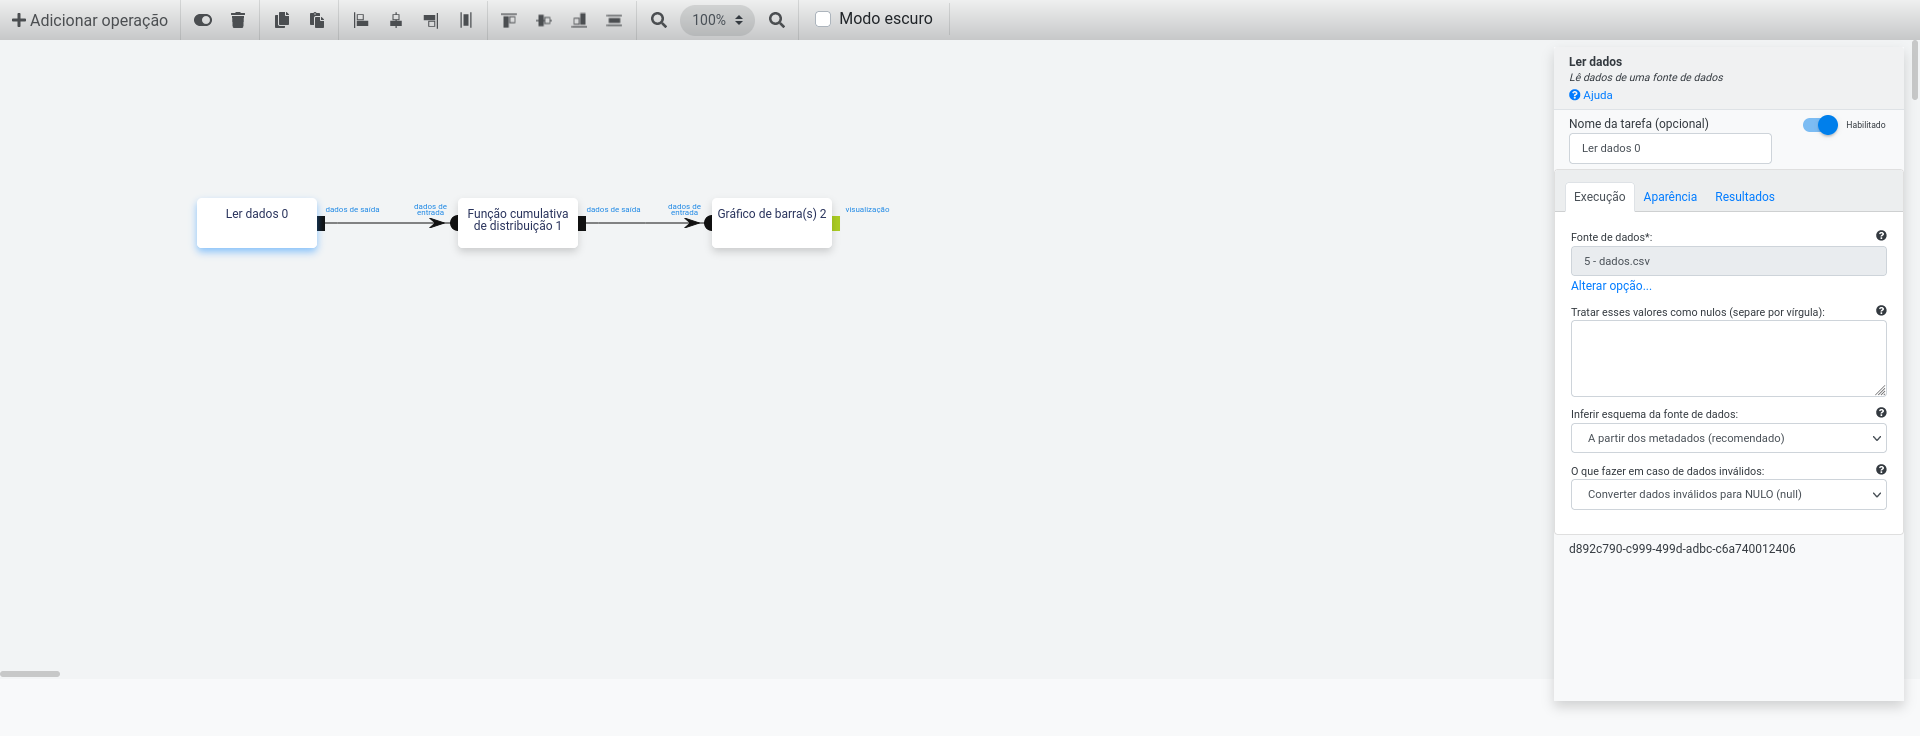 Adicionar operação
100%
Modo escuro
Ler dados
Lê dados de uma fonte de dados
Ajuda
Nome da tarefa (opcional)
Habilitado
Ler dados 0
Execução
Aparência
Resultados
Fonte de dados*:
5 - dados.csv
Alterar opção...
Tratar esses valores como nulos (separe por vírgula):
Inferir esquema da fonte de dados:
A partir dos metadados (recomendado)
O que fazer em caso de dados inválidos:
Converter dados inválidos para NULO (null)
d892c790-c999-499d-adbc-c6a740012406
Ler dados 0
dados de saída
dados de
entrada
Função cumulativa
de distribuição 1
dados de saída
dados de
entrada
Gráfico de barra(s) 2
visualização